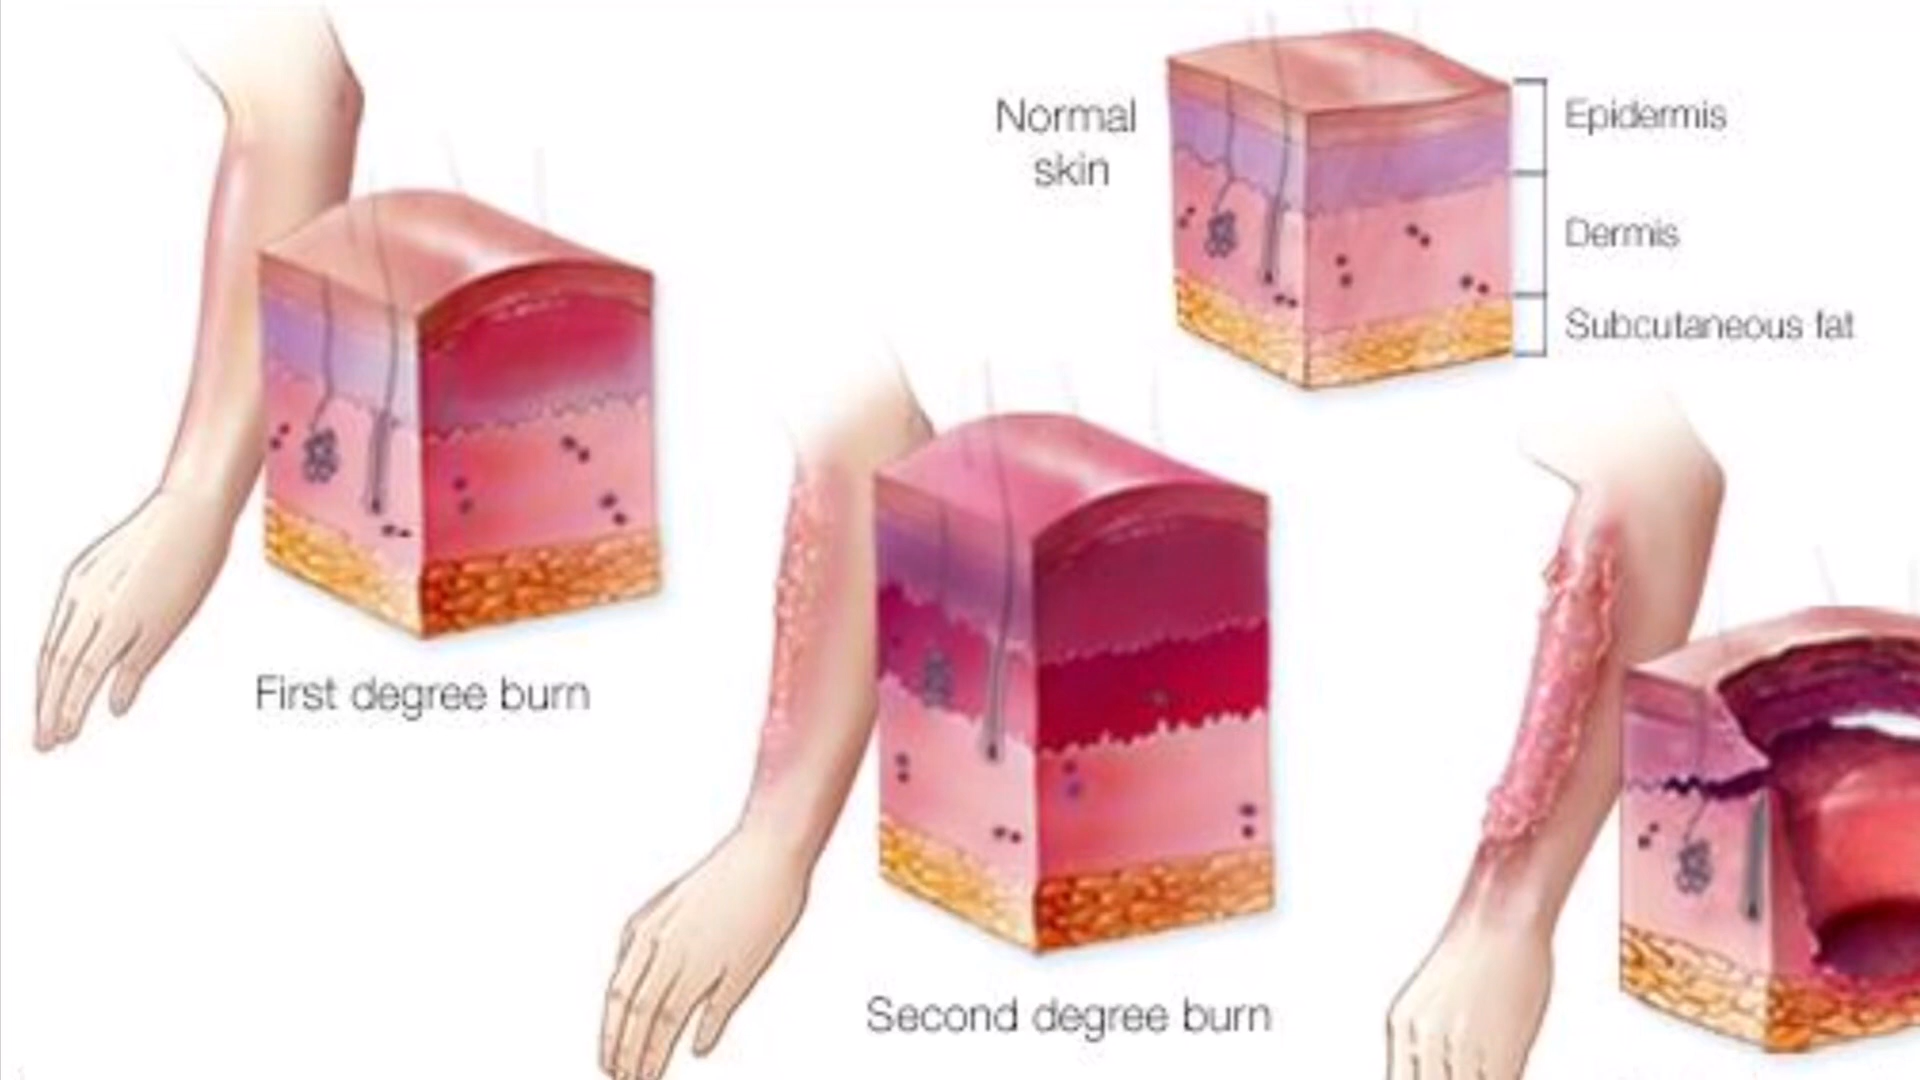 Normal
skin
Epidermis
Dermis
Subcutaneous fat
First degree burn
Second degree burn